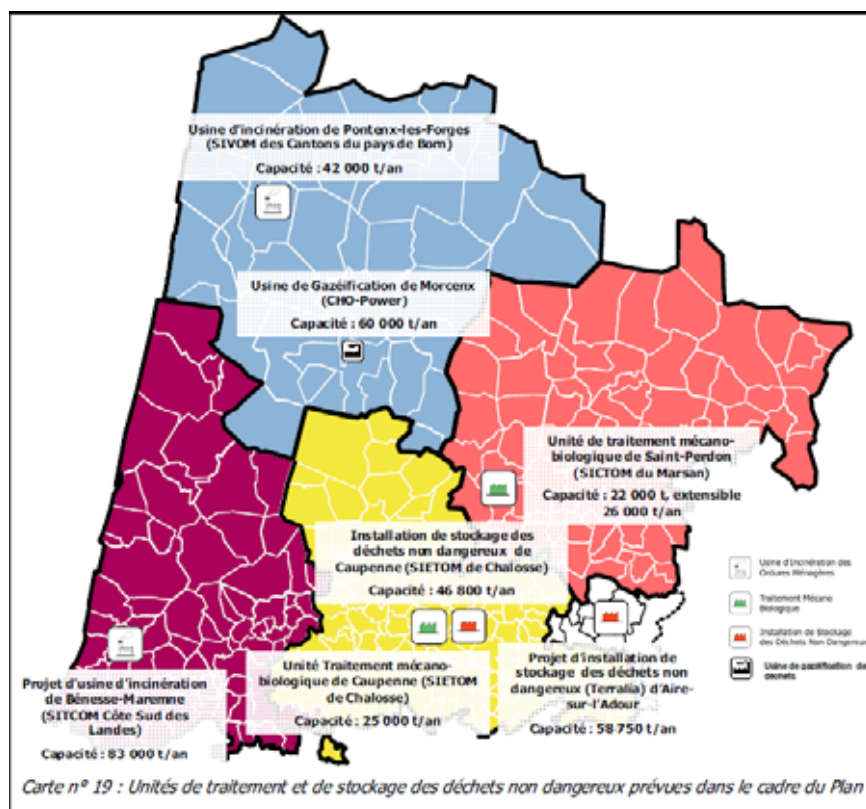 Usine d'incinération de Pontenx-les-Forges
(SIVOM des Cantons du pays de Born)
Capacité : 42 000 t/an
Usine de Gazéification de Morcenx
(CHO-Power)
Capacité : 60 000 t/an
Unité de traitement mécano-
biologique de Saint-Perdon
(SICTOM du Marsan)
Capacité : 22 000 t, extensible
26 000 t/an
Installation de stockage des
déchets non dangereux de
Caupenne (SIETOM de Chalosse)
Capacité : 46 800 t/an
Usine d'Incinération des
Ordures Ménagères
Traitement Mécano
Biologique
Installation de Stockage
des Déchets Non Dangereux
Usine de gazéification de
déchets
Projet d'usine d'incinération
de Bénesse-Maremne
(SITCOM Côte Sud des
Landes)
Capacité : 83 000 t/an
Unité Traitement mécano-
biologique de Caupenne (SIETOM
de Chalosse)
Capacité : 25 000 t/an
Projet d'installation de
stockage des déchets non
dangereux (Terralia) d'Aire-
sur-l'Adour
Capacité : 58 750 t/an
Carte n° 19 : Unités de traitement et de stockage des déchets non dangereux prévues dans le cadre du Plan